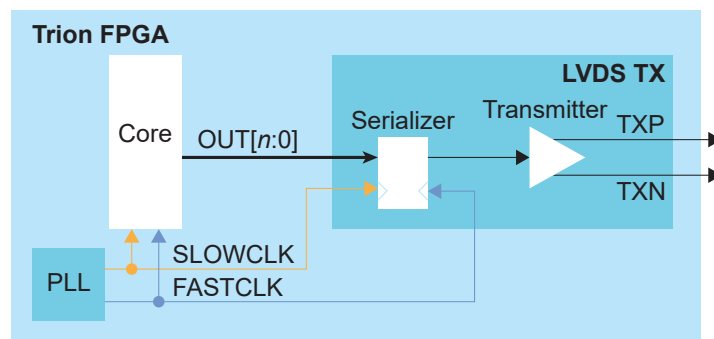 Trion FPGA
LVDS TX
Core
OUT[n:0]
Serializer
Transmitter
TXP
TXN
SLOWCLK
PLL
FASTCLK